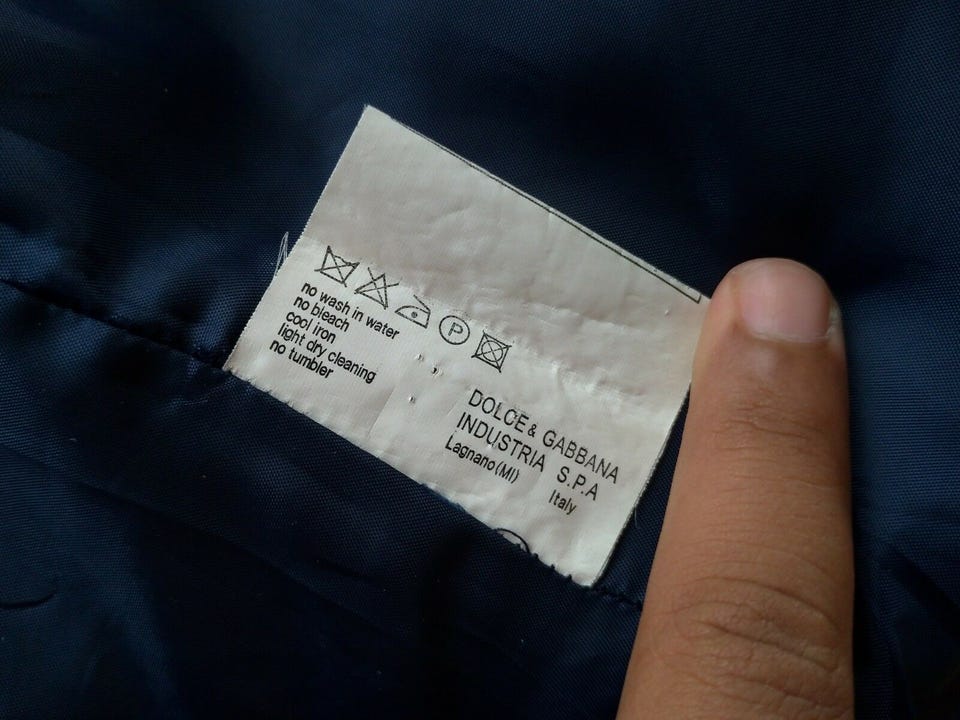 no wash in water
no bleach
cool iron
light dry cleaning
no tumbler
P
DOLCE & GABBANA
INDUSTRIA S.P.A
Lagnano(MI) Italy